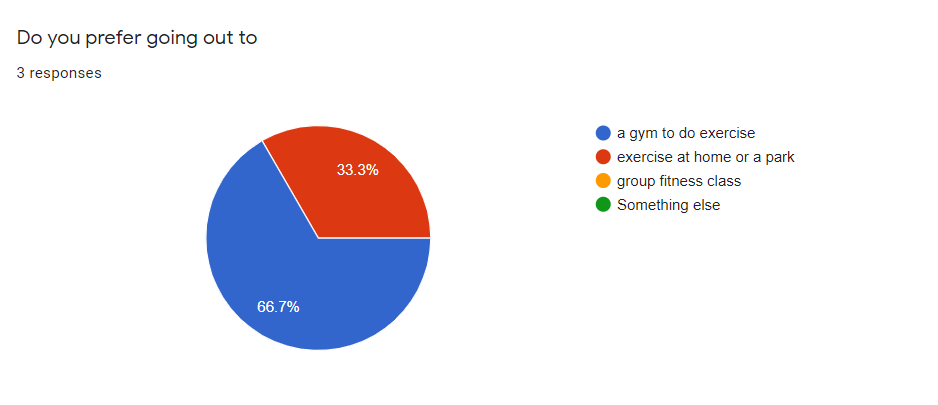 Do you prefer going out to
3 responses
33.3%
66.7%
a gym to do exercise
exercise at home or a park
group fitness class
Something else